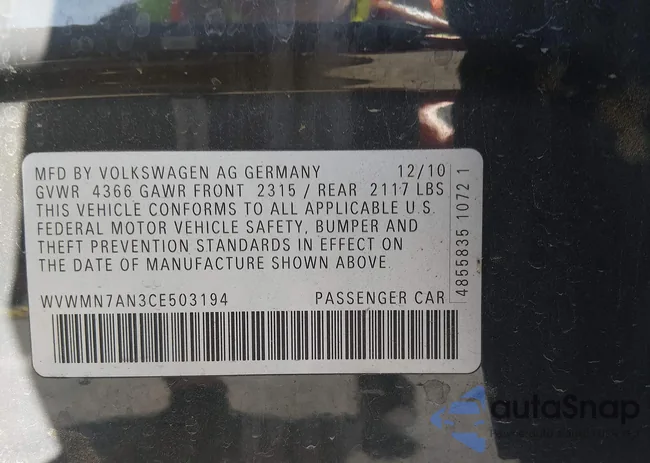 MFD BY VOLKSWAGEN AG GERMANY 12/10
GVWR 4366 GAWR FRONT 2315 / REAR 2117 LBS
THIS VEHICLE CONFORMS TO ALL APPLICABLE U.S.
FEDERAL MOTOR VEHICLE SAFETY, BUMPER AND
THEFT PREVENTION STANDARDS IN EFFECT ON
THE DATE OF MANUFACTURE SHOWN ABOVE.
WVWMN7AN3CE503194 PASSENGER CAR
4855835 1072 1
autaSnap